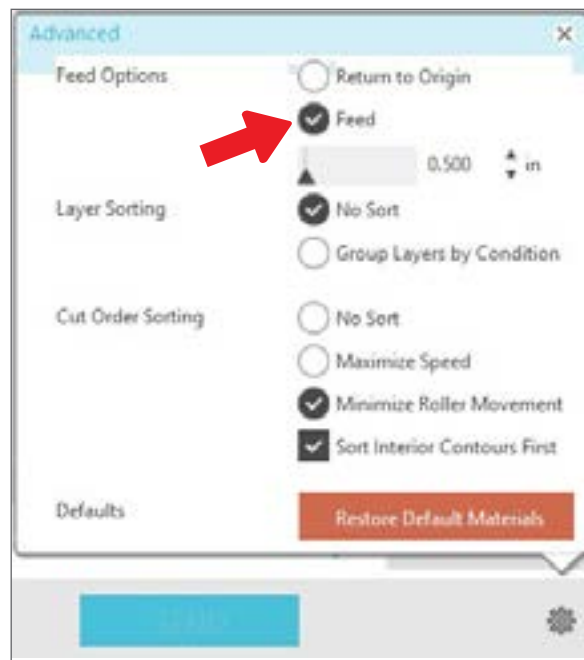 Advanced
Feed Options
Return to Origin
Feed
0.500 in
Layer Sorting
No Sort
Group Layers by Condition
Cut Order Sorting
No Sort
Maximize Speed
Minimize Roller Movement
Sort Interior Contours First
Defaults
Restore Default Materials